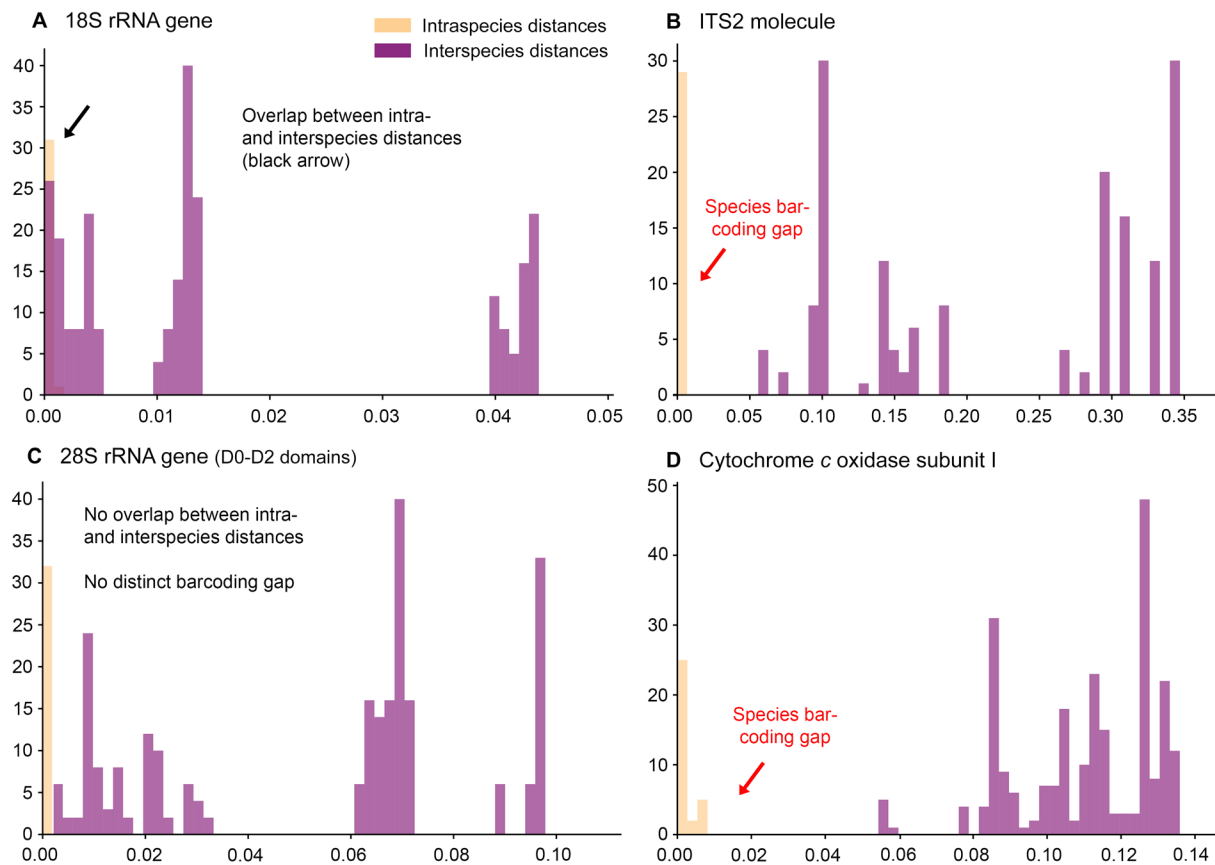 A 18S rRNA gene
Intraspecies distances
Interspecies distances
Overlap between intra-
and interspecies distances
(black arrow)
40
35
30
25
20
15
10
5
0
0.00 0.01 0.02 0.03 0.04 0.05
B ITS2 molecule
Species bar-
coding gap
30
25
20
15
10
5
0
0.00 0.05 0.10 0.15 0.20 0.25 0.30 0.35
C 28S rRNA gene (D0-D2 domains)
No overlap between intra-
and interspecies distances
No distinct barcoding gap
40
35
30
25
20
15
10
5
0
0.00 0.02 0.04 0.06 0.08 0.10
D Cytochrome c oxidase subunit I
Species bar-
coding gap
50
40
30
20
10
0
0.00 0.02 0.04 0.06 0.08 0.10 0.12 0.14